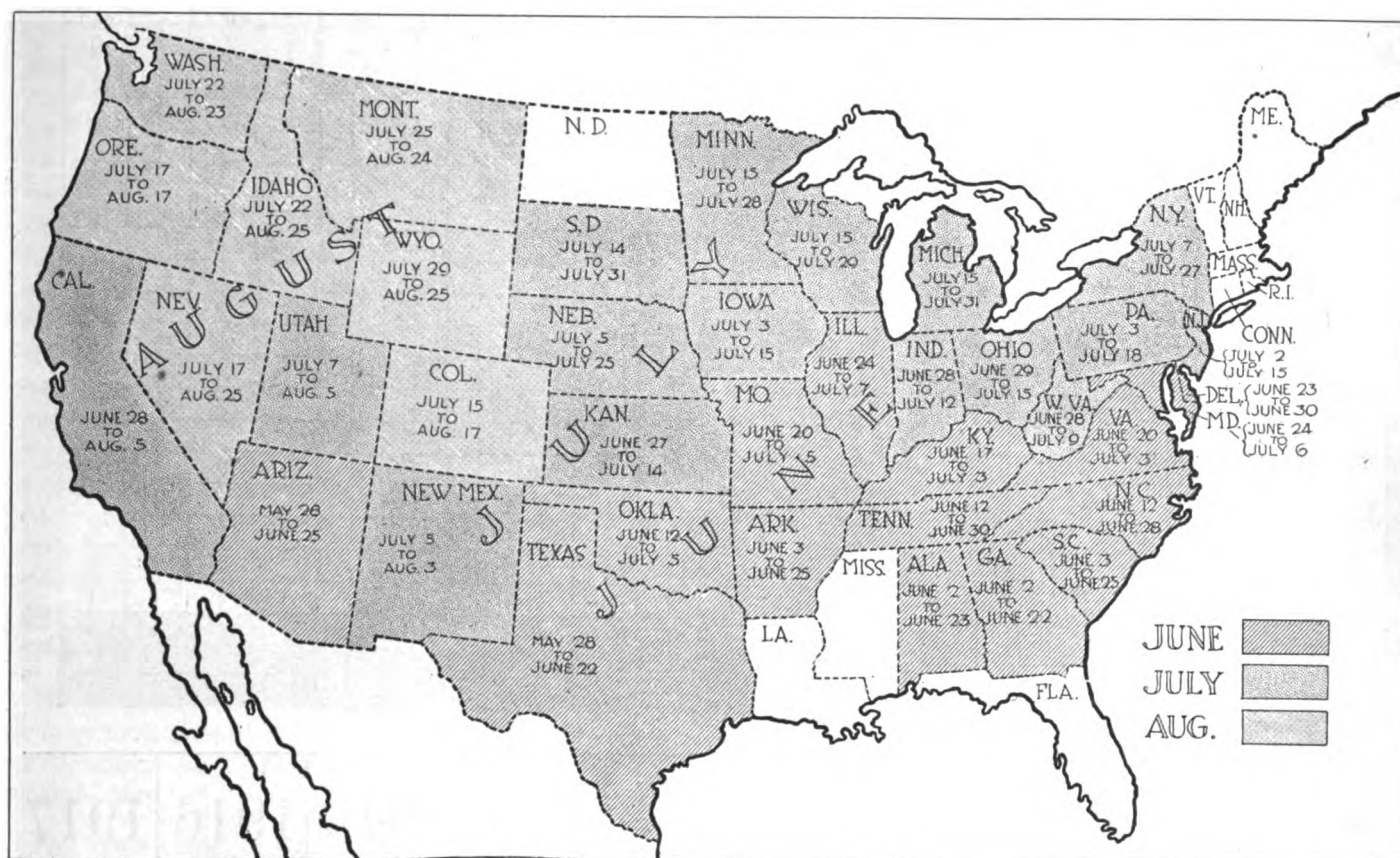 WASH.
JULY 22
TO
AUG. 23
ORE.
JULY 17
TO
AUG. 17
IDAHO
JULY 22
TO
AUG. 25
MONT.
JULY 25
TO
AUG. 24
WYO.
JULY 29
TO
AUG. 25
CAL.
JUNE 28
TO
AUG. 5
NEV.
JULY 17
TO
AUG. 25
UTAH
JULY 7
TO
AUG. 5
COL.
JULY 15
TO
AUG. 17
ARIZ.
MAY 28
TO
JUNE 25
NEW MEX.
JULY 5
TO
AUG. 3
N. D.
S. D
JULY 14
TO
JULY 31
NEB.
JULY 5
TO
JULY 25
KAN.
JUNE 27
TO
JULY 14
OKLA.
JUNE 12
TO
JULY 5
TEXAS
MAY 28
TO
JUNE 22
MINN.
JULY 15
TO
JULY 28
IOWA
JULY 3
TO
JULY 15
MO.
JUNE 20
TO
JULY 5
ARK.
JUNE 3
TO
JUNE 25
LA.
WIS.
JULY 15
TO
JULY 29
ILL.
JUNE 24
TO
JULY 7
MICH.
JULY 15
TO
JULY 31
IND.
JUNE 28
TO
JULY 12
OHIO
JUNE 29
TO
JULY 15
KY.
JUNE 17
TO
JULY 3
TENN.
JUNE 12
TO
JUNE 30
MISS.
ALA
JUNE 2
TO
JUNE 23
GA.
JUNE 2
TO
JUNE 22
FLA.
S.C.
JUNE 3
TO
JUNE 25
N.C.
JUNE 12
TO
JUNE 28
VA.
JUNE 20
TO
JULY 3
W. VA.
JUNE 28
TO
JULY 9
PA.
JULY 3
TO
JULY 18
N.Y.
JULY 7
TO
JULY 27
VT.
N.H.
ME.
MASS.
R.I.
CONN.
N.J.
JULY 2
TO
JULY 15
DEL.
JUNE 23
TO
JUNE 30
MD.
JUNE 24
TO
JULY 6
AUGUST
JULY
JUNE
JUNE
JULY
AUG.